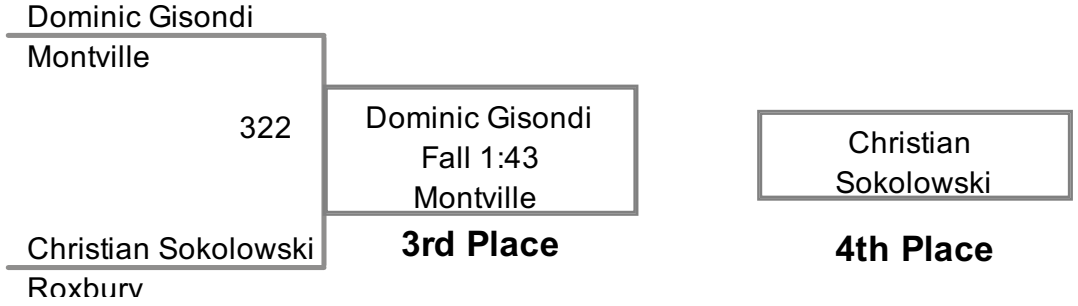 Dominic Gisondi
Montville
322
Dominic Gisondi
Fall 1:43
Montville
3rd Place
Christian Sokolowski
Roxbury
Christian
Sokolowski
4th Place